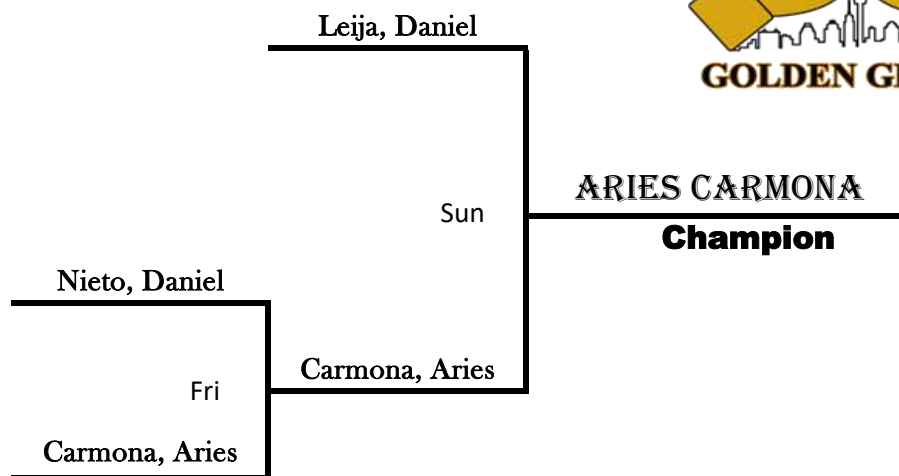 Leija, Daniel
GOLDEN
ARIES CARMONA
Sun
Champion
Nieto, Daniel
Carmona, Aries
Fri
Carmona, Aries